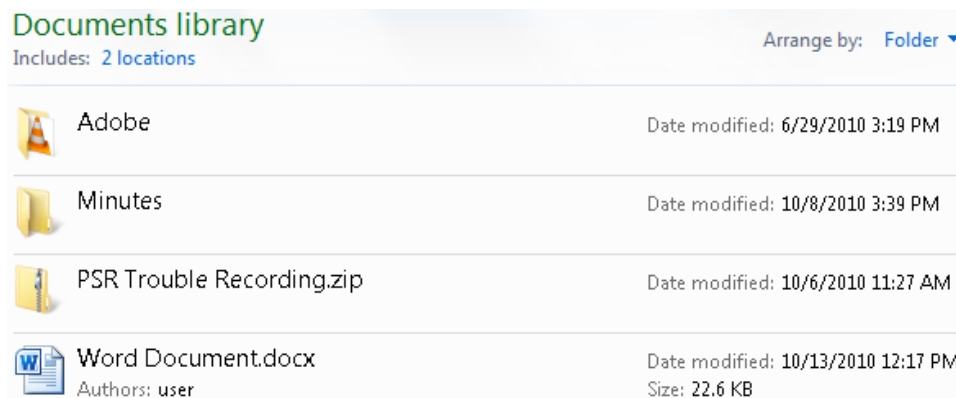 Documents library
Includes: 2 locations
Arrange by: Folder
Adobe
Date modified: 6/29/2010 3:19 PM
Minutes
Date modified: 10/8/2010 3:39 PM
PSR Trouble Recording.zip
Date modified: 10/6/2010 11:27 AM
Word Document.docx
Date modified: 10/13/2010 12:17 PM
Authors: user
Size: 22.6 KB